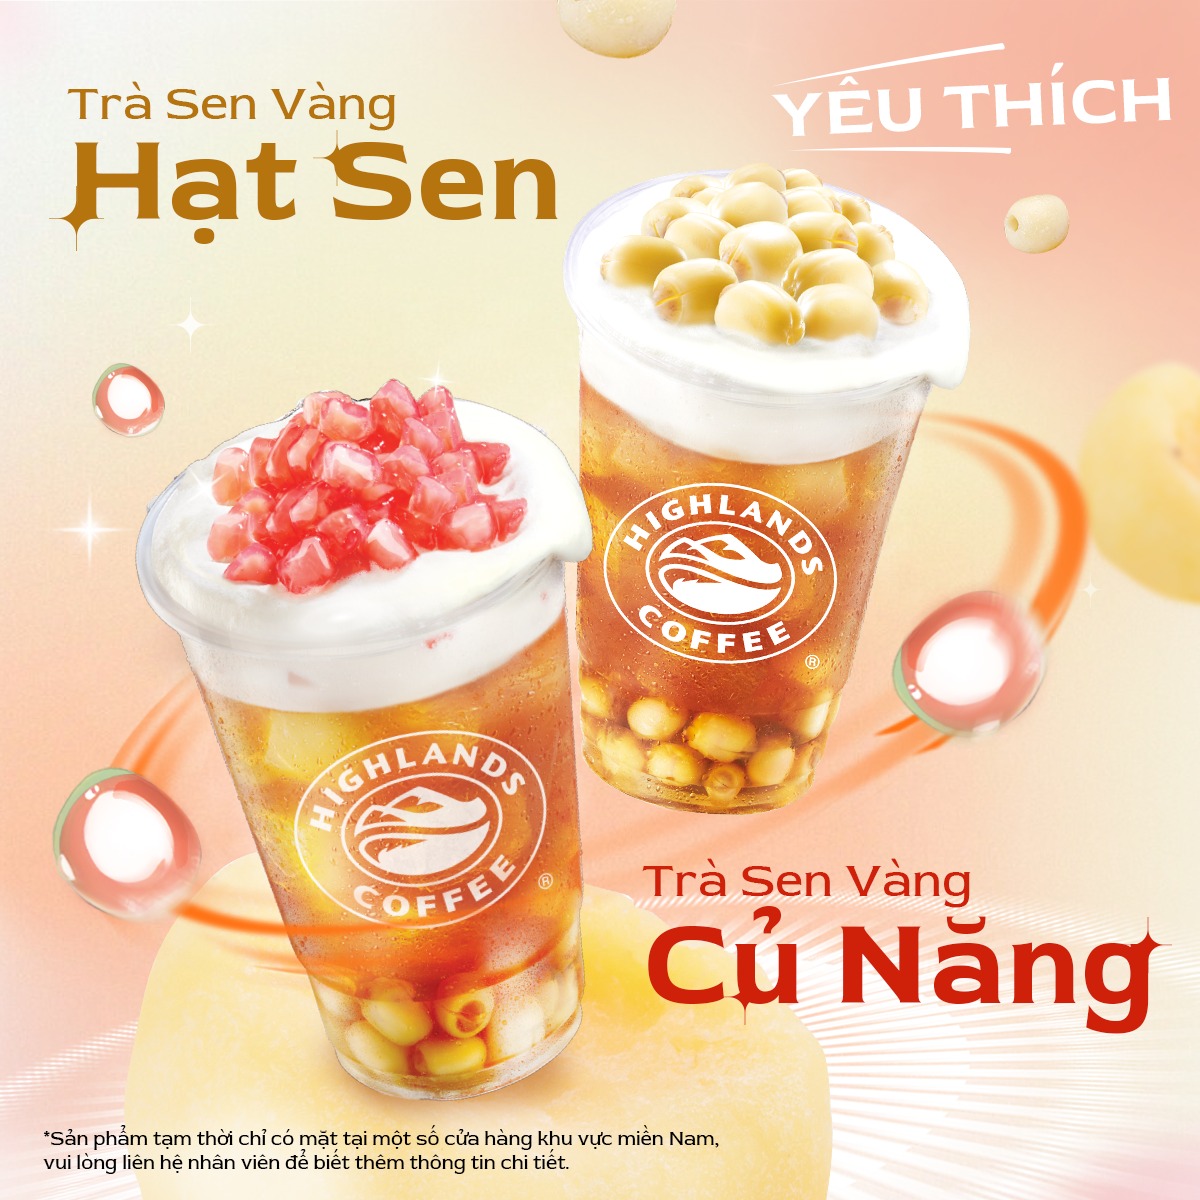 Trà Sen Vàng
Hạt Sen
YÊU THÍCH
HIGHLANDS
COFFEE
®
HIGHLANDS
COFFEE
®
Trà Sen Vàng
Củ Năng
*Sản phẩm tạm thời chỉ có mặt tại một số cửa hàng khu vực miền Nam,
vui lòng liên hệ nhân viên để biết thêm thông tin chi tiết.